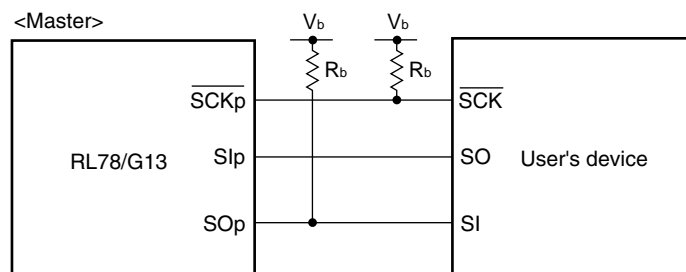 <Master>
Vb Vb
Rb Rb
SCKp SCK
RL78/G13 SIp SO User's device
SOp SI